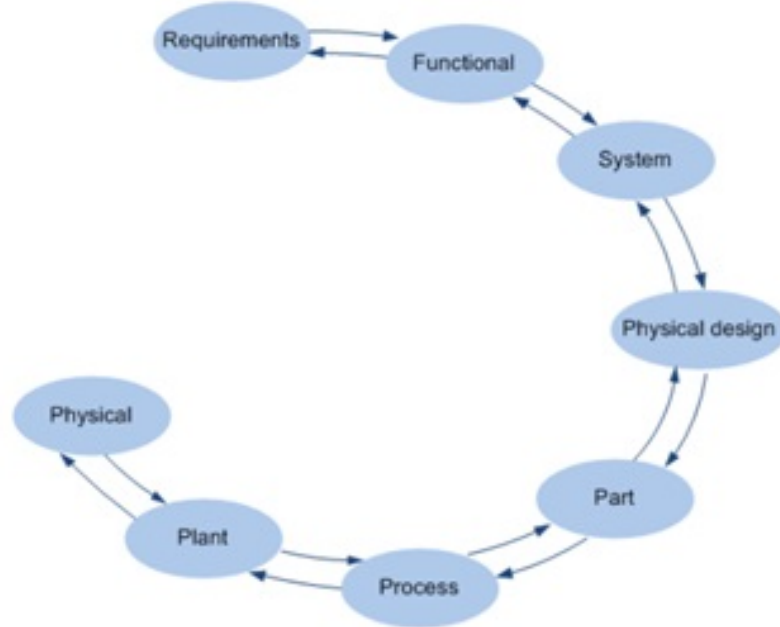 Requirements
Functional
System
Physical design
Part
Process
Plant
Physical